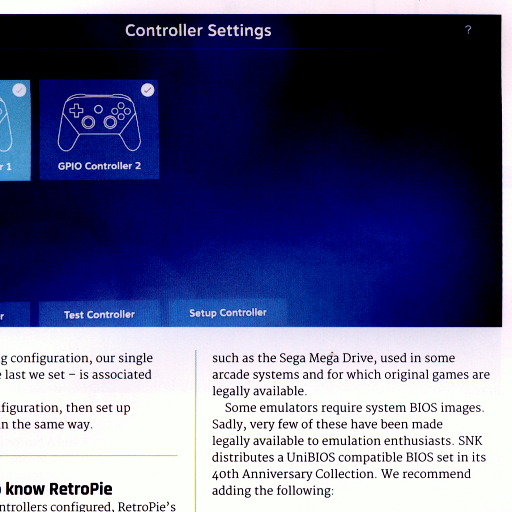 Controller Settings
?
r 1
GPIO Controller 2
r
Test Controller
Setup Controller
g configuration, our single
last we set – is associated
figuration, then set up
n the same way.
know RetroPie
ntrollers configured, RetroPie's
such as the Sega Mega Drive, used in some
arcade systems and for which original games are
legally available.
Some emulators require system BIOS images.
Sadly, very few of these have been made
legally available to emulation enthusiasts. SNK
distributes a UniBIOS compatible BIOS set in its
40th Anniversary Collection. We recommend
adding the following: